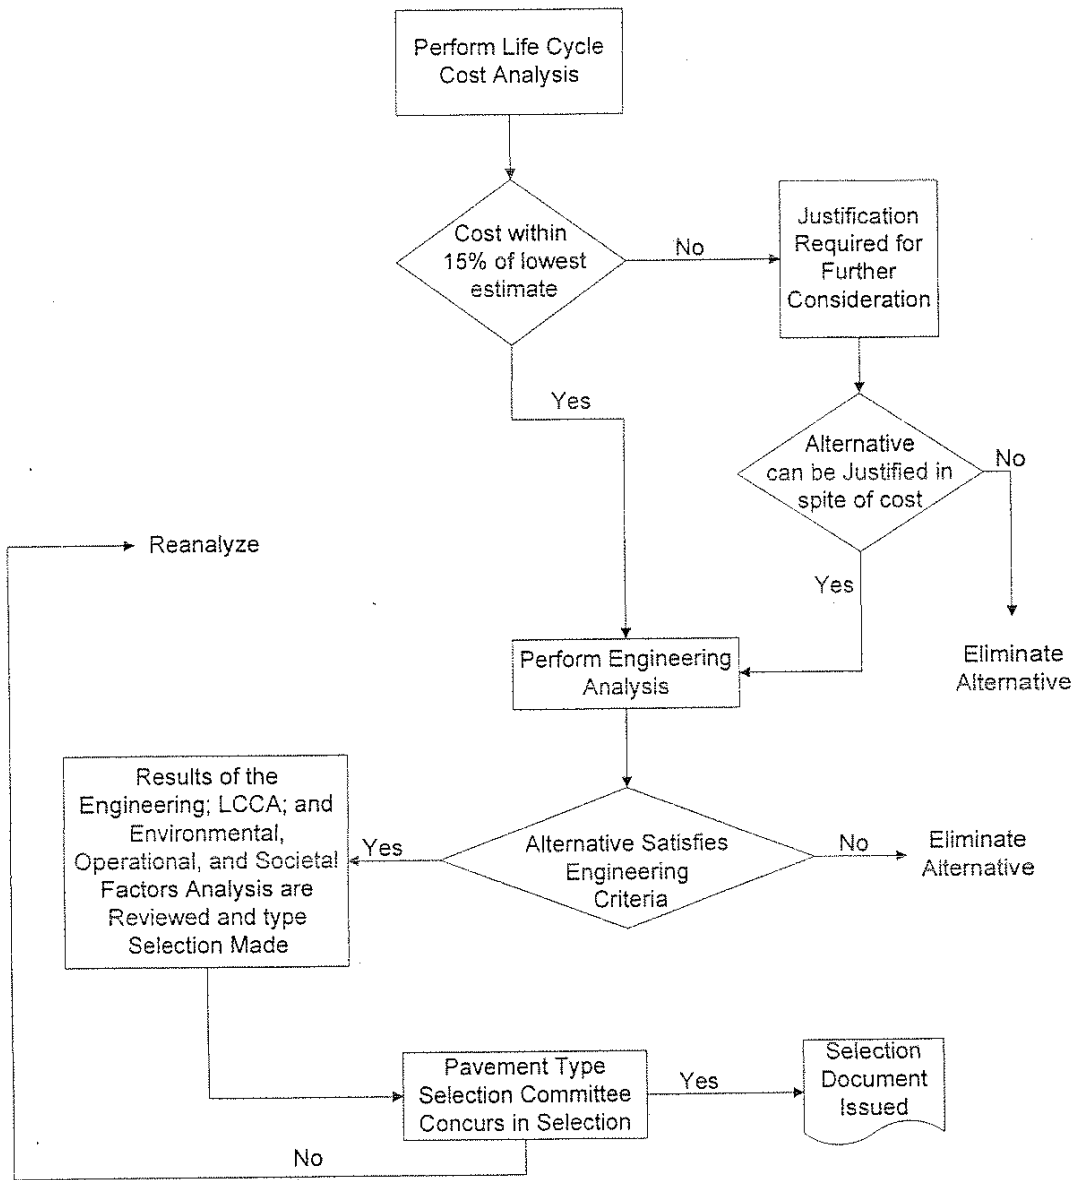 Perform Life Cycle
Cost Analysis
Cost within
15% of lowest
estimate
No
Justification
Required for
Further
Consideration
Yes
Alternative
can be Justified in
spite of cost
No
Reanalyze
Yes
Perform Engineering
Analysis
Eliminate
Alternative
Results of the
Engineering; LCCA; and
Environmental,
Operational, and Societal
Factors Analysis are
Reviewed and type
Selection Made
Yes
Alternative Satisfies
Engineering
Criteria
No
Eliminate
Alternative
Pavement Type
Selection Committee
Concurs in Selection
Yes
Selection
Document
Issued
No